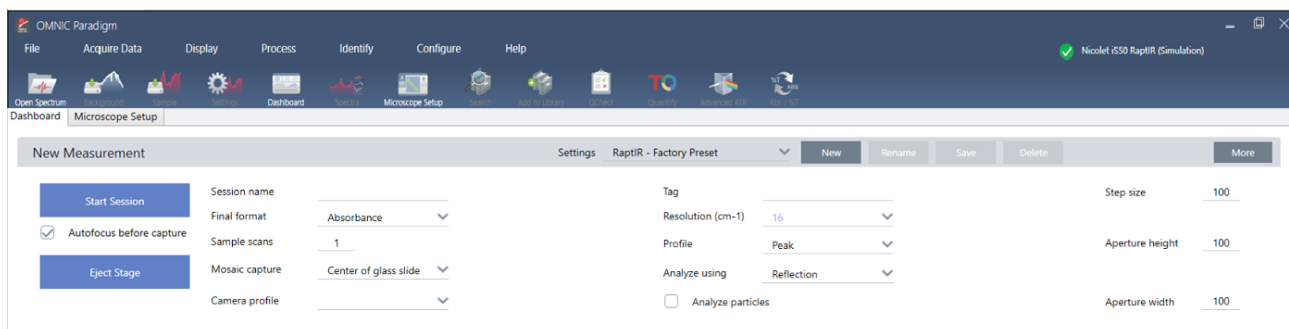 OMNIC Paradigm
File Acquire Data Display Process Identify Configure Help Nicolet iS50 RaptIR (Simulation)
Open Spectrum Background Sample Settings Dashboard Spectra Microscope Setup Search Add to Library QCheck Quantify Advanced ATR Abs / %T
Dashboard Microscope Setup
New Measurement Settings RaptIR - Factory Preset New Rename Save Delete More
Session name Tag Step size 100
Start Session
Final format Absorbance Resolution (cm-1) 16
Autofocus before capture Sample scans 1 Profile Peak Aperture height 100
Eject Stage Mosaic capture Center of glass slide Analyze using Reflection
Camera profile Analyze particles Aperture width 100